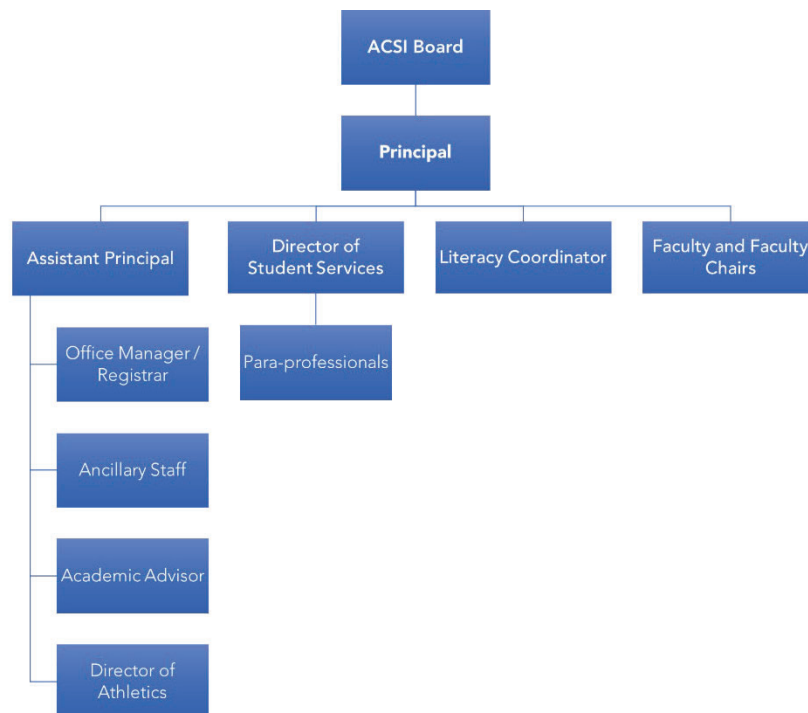 ACSI Board
Principal
Assistant Principal
Director of
Student Services
Literacy Coordinator
Faculty and Faculty
Chairs
Office Manager /
Registrar
Para-professionals
Ancillary Staff
Academic Advisor
Director of
Athletics